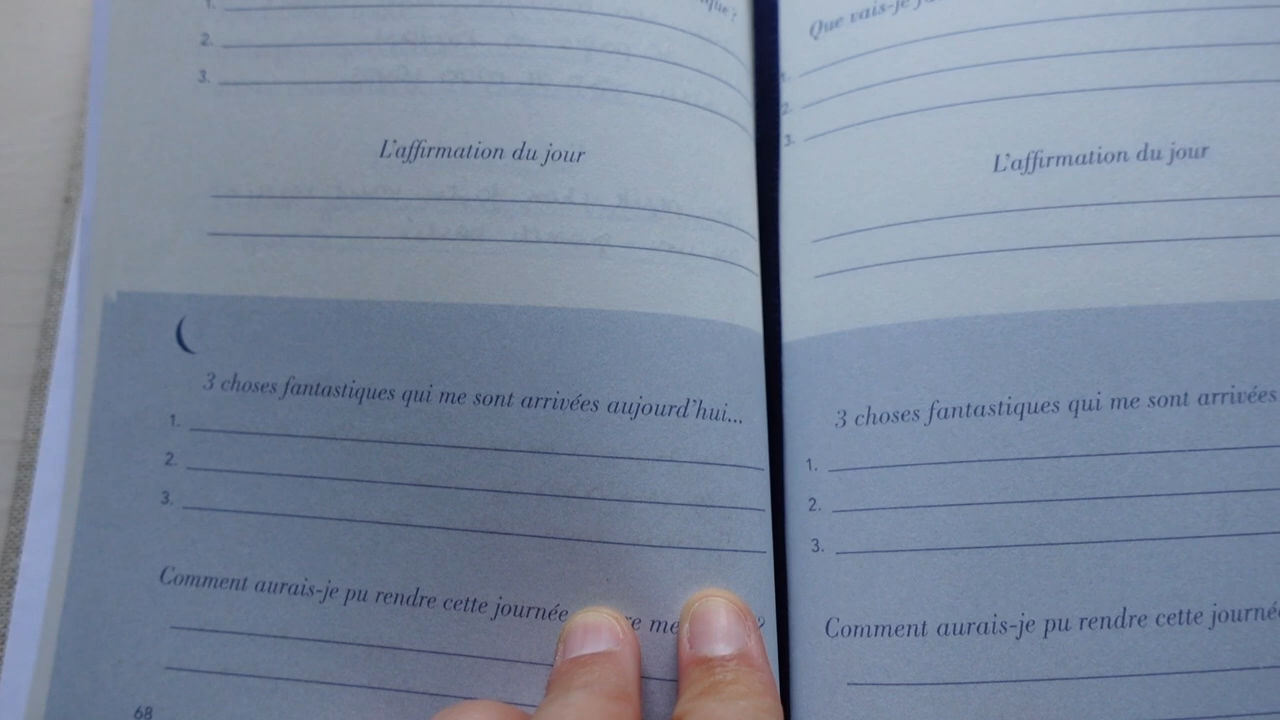 1.
2.
3.
L'affirmation du jour
3 choses fantastiques qui me sont arrivées aujourd'hui...
1.
2.
3.
Comment aurais-je pu rendre cette journée
68
Que vais-je
1.
2.
3.
L'affirmation du jour
3 choses fantastiques qui me sont arrivées
1.
2.
3.
Comment aurais-je pu rendre cette journée